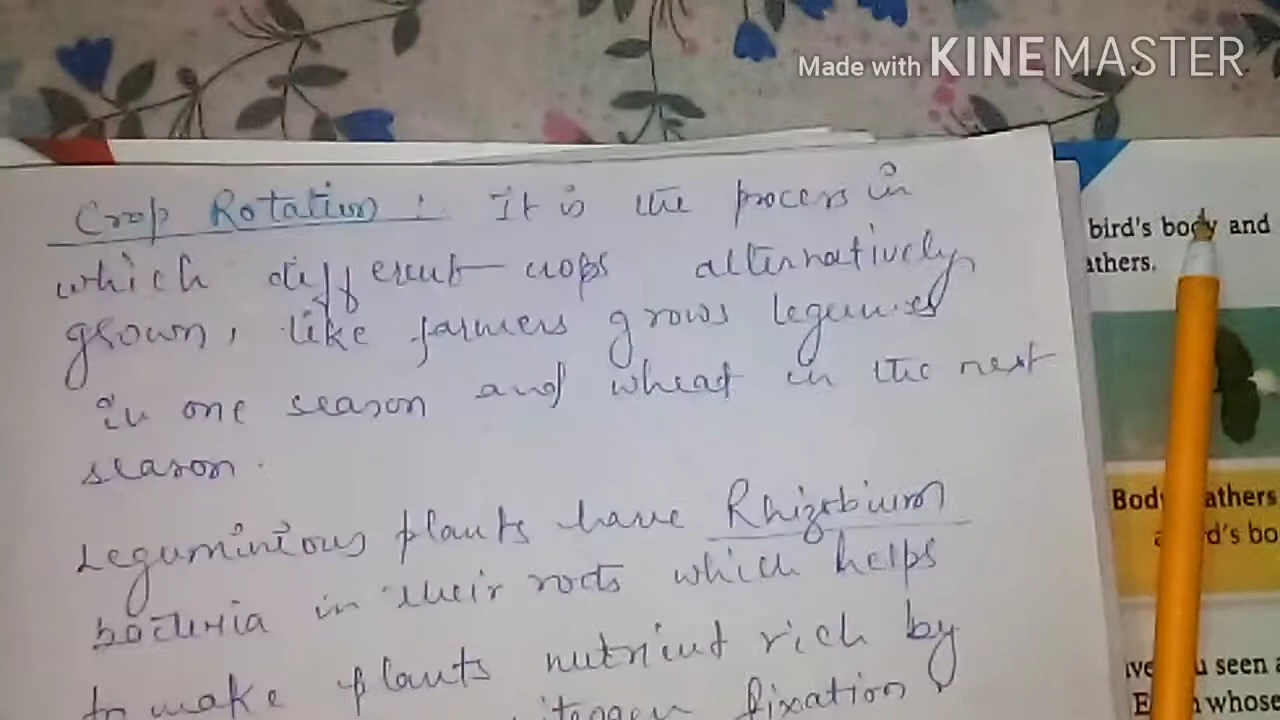 Made with KINEMASTER
Crop Rotation : It is the process in
which different crops alternatively,
grown, like farmers grows legumes
in one season and wheat in the next
season.
Leguminious plants have Rhizobium
bacteria in their roots which helps
to make plants nutrient rich by
fixation,
bird's body and
athers.
Body athers
d's bo
u seen a
whose